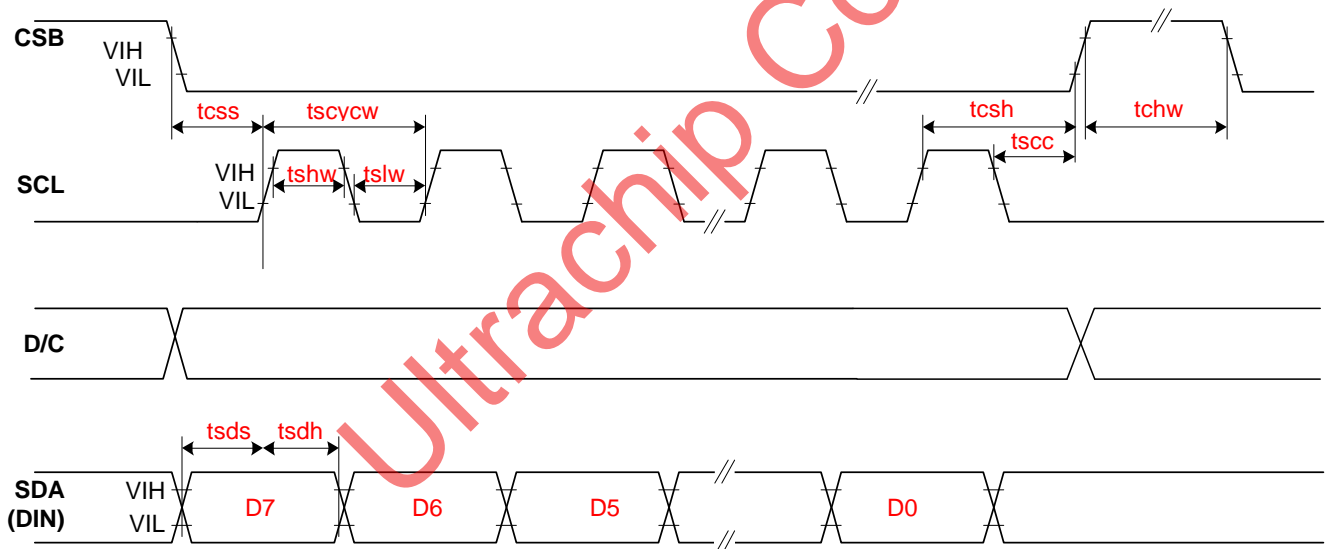 CSB
VIH
VIL
tcss
tscycw
tcsh
tscc
tchw
SCL
VIH
VIL
tshw
tslw
D/C
tsds
tsdh
SDA
(DIN)
VIH
VIL
D7
D6
D5
D0
Ultrachip Co